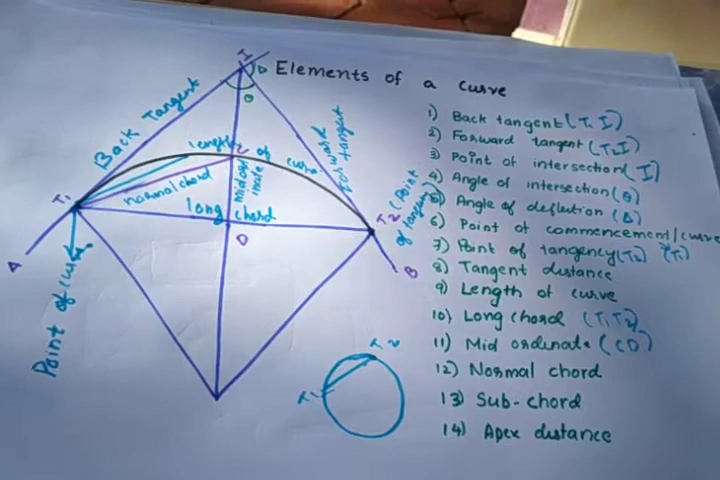 Elements of a curve
I
D
θ
Back Tangent
Forward tangent
length of curve
normal chord
mid ordinate
long chord
T1
T2 (Point of tangency)
D
A
B
Point of curve
1) Back tangent (T1 I)
2) Forward tangent (T2I)
3) Point of intersection (I)
4) Angle of intersection (θ)
5) Angle of deflection (Δ)
6) Point of commencement/curve (T1)
7) Point of tangency (T2)
8) Tangent distance
9) Length of curve
10) Long chord (T1T2)
11) Mid ordinate (CD)
12) Normal chord
13) Sub-chord
14) Apex distance
T1
T2